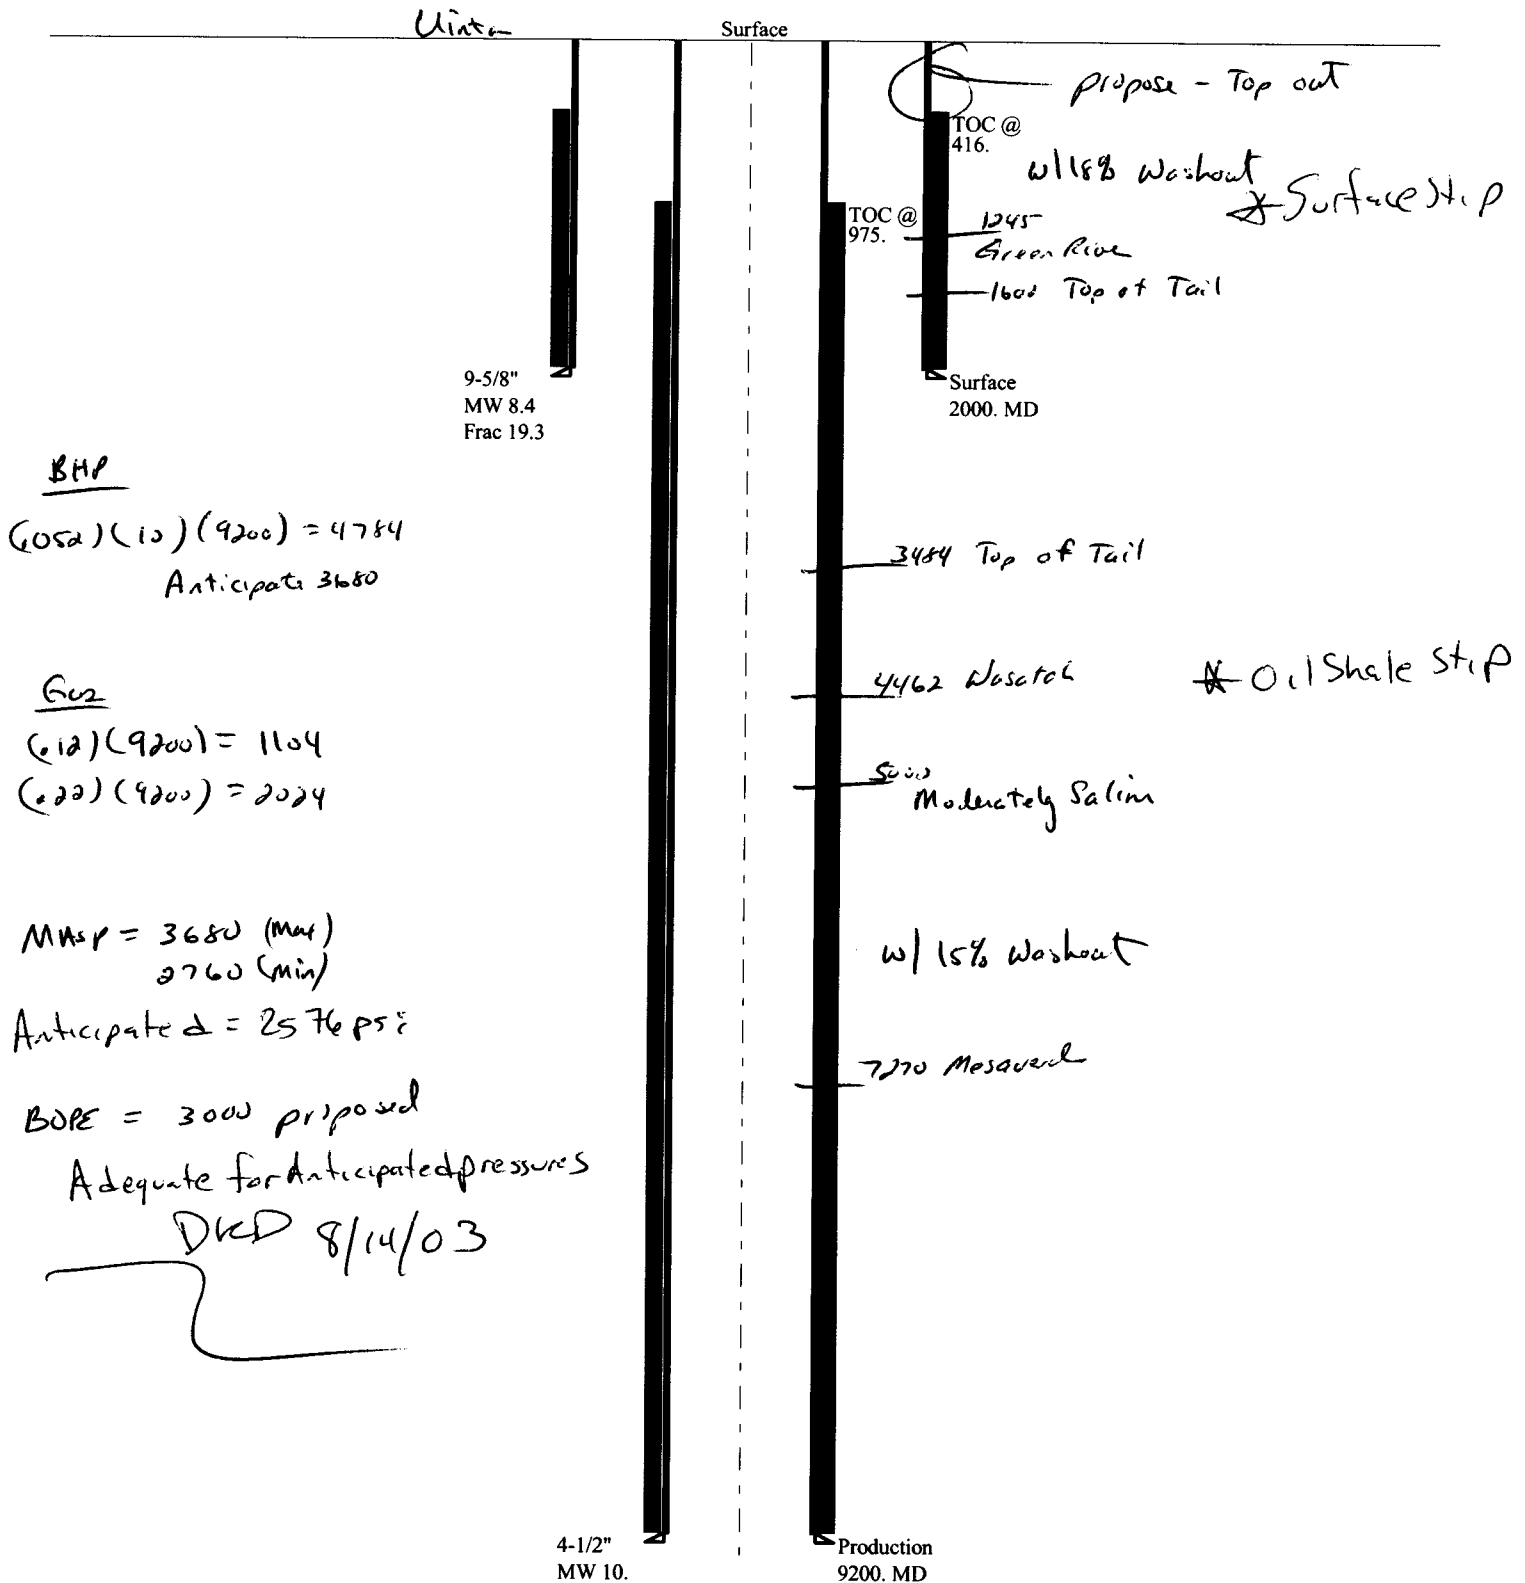 Uinta
Surface
propose - Top out
TOC @
416.
w/18% Washout
* Surface Stip
TOC @
975.
1245
Green River
1600 Top of Tail
9-5/8"
MW 8.4
Frac 19.3
Surface
2000. MD
BHP
(.052)(10)(9200) = 4784
Anticipate 3680
3484 Top of Tail
4462 Wasatch
* Oil Shale Stip
Gas
(.12)(9200) = 1104
(.22)(9200) = 2024
5000
Moderately Saline
MASP = 3680 (Max)
2760 (Min)
w/ 15% Washout
Anticipated = 2576 psi
7270 Mesaverd
BOPE = 3000 proposed
Adequate for Anticipated pressures
DKD 8/14/03
4-1/2"
MW 10.
Production
9200. MD